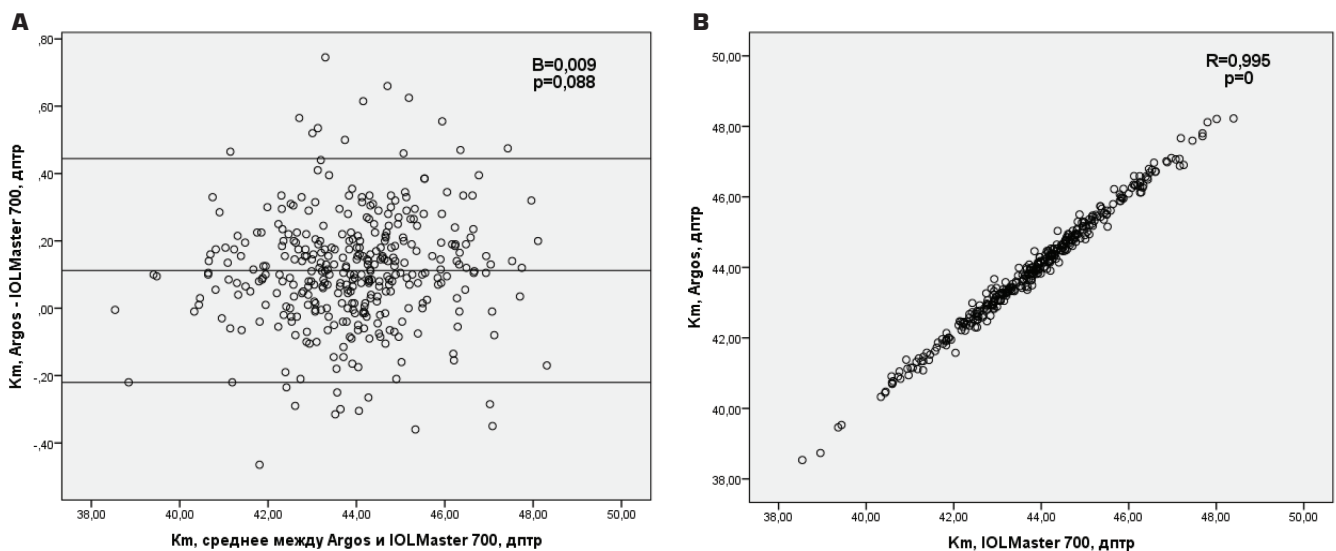 A
B=0,009
p=0,088
,80
,60
,40
,20
,00
-,20
-,40
Km, Argos - IOLMaster 700, дптр
38,00 40,00 42,00 44,00 46,00 48,00 50,00
Km, среднее между Argos и IOLMaster 700, дптр
B
R=0,995
p=0
50,00
48,00
46,00
44,00
42,00
40,00
38,00
Km, Argos, дптр
38,00 40,00 42,00 44,00 46,00 48,00 50,00
Km, IOLMaster 700, дптр